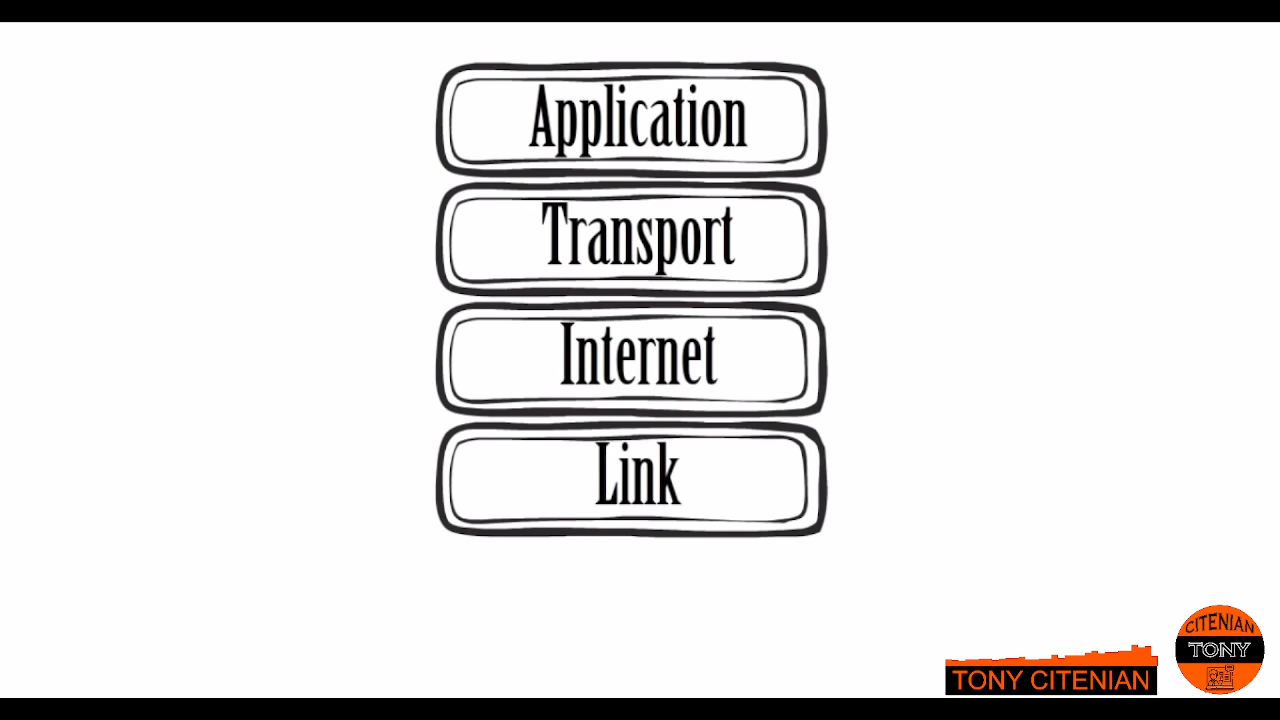 Application
Transport
Internet
Link
TONY CITENIAN
CITENIAN
TONY